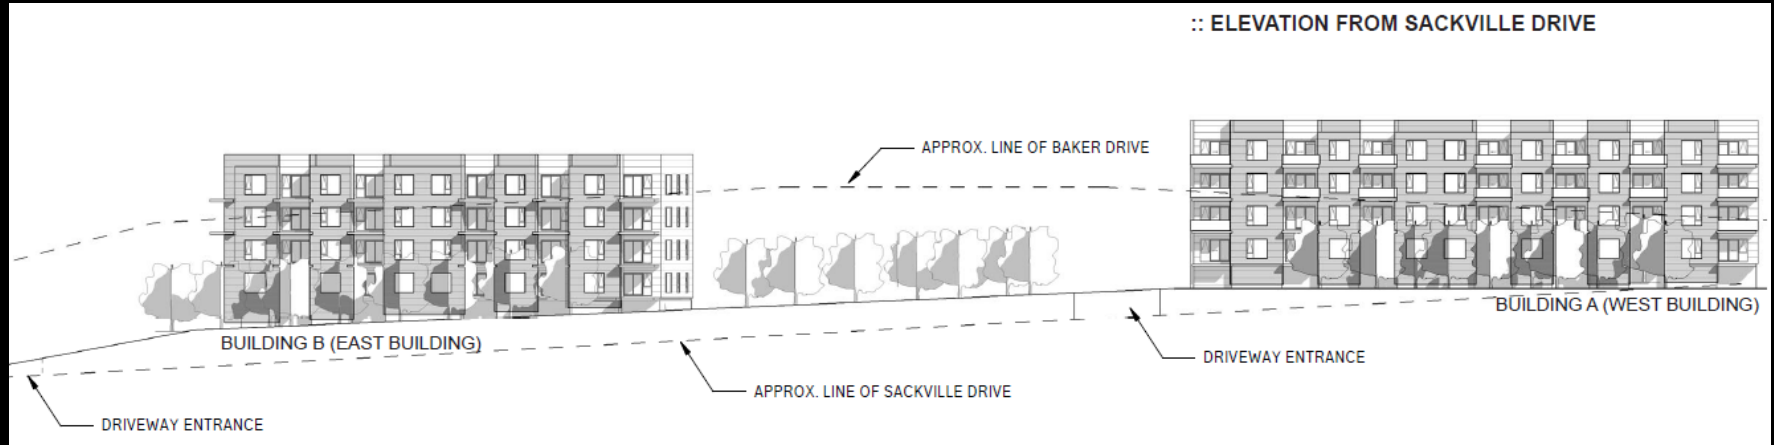 :: ELEVATION FROM SACKVILLE DRIVE
APPROX. LINE OF BAKER DRIVE
BUILDING A (WEST BUILDING)
BUILDING B (EAST BUILDING)
DRIVEWAY ENTRANCE
APPROX. LINE OF SACKVILLE DRIVE
DRIVEWAY ENTRANCE